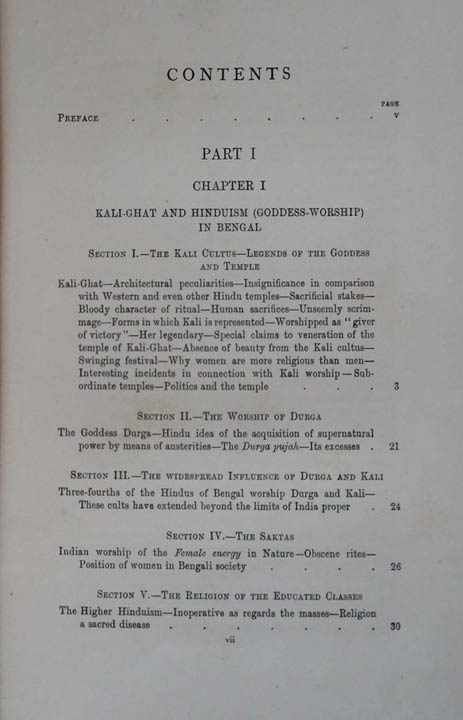 CONTENTS
PAGE
PREFACE . . . . . . . . V
PART I
CHAPTER I
KALI-GHAT AND HINDUISM (GODDESS-WORSHIP)
IN BENGAL
SECTION I.—THE KALI CULTUS—LEGENDS OF THE GODDESS
AND TEMPLE
Kali-Ghat—Architectural peculiarities—Insignificance in comparison
with Western and even other Hindu temples—Sacrificial stakes—
Bloody character of ritual—Human sacrifices—Unseemly scrim-
mage—Forms in which Kali is represented—Worshipped as "giver
of victory"—Her legendary—Special claims to veneration of the
temple of Kali-Ghat—Absence of beauty from the Kali cultus—
Swinging festival—Why women are more religious than men—
Interesting incidents in connection with Kali worship—Sub-
ordinate temples—Politics and the temple . . . 3
SECTION II.—THE WORSHIP OF DURGA
The Goddess Durga—Hindu idea of the acquisition of supernatural
power by means of austerities—The Durga pujah—Its excesses . 21
SECTION III.—THE WIDESPREAD INFLUENCE OF DURGA AND KALI
Three-fourths of the Hindus of Bengal worship Durga and Kali—
These cults have extended beyond the limits of India proper . 24
SECTION IV.—THE SAKTAS
Indian worship of the Female energy in Nature—Obscene rites—
Position of women in Bengali society . . . . 26
SECTION V.—THE RELIGION OF THE EDUCATED CLASSES
The Higher Hinduism—Inoperative as regards the masses—Religion
a sacred disease . . . . . . . 30
vii